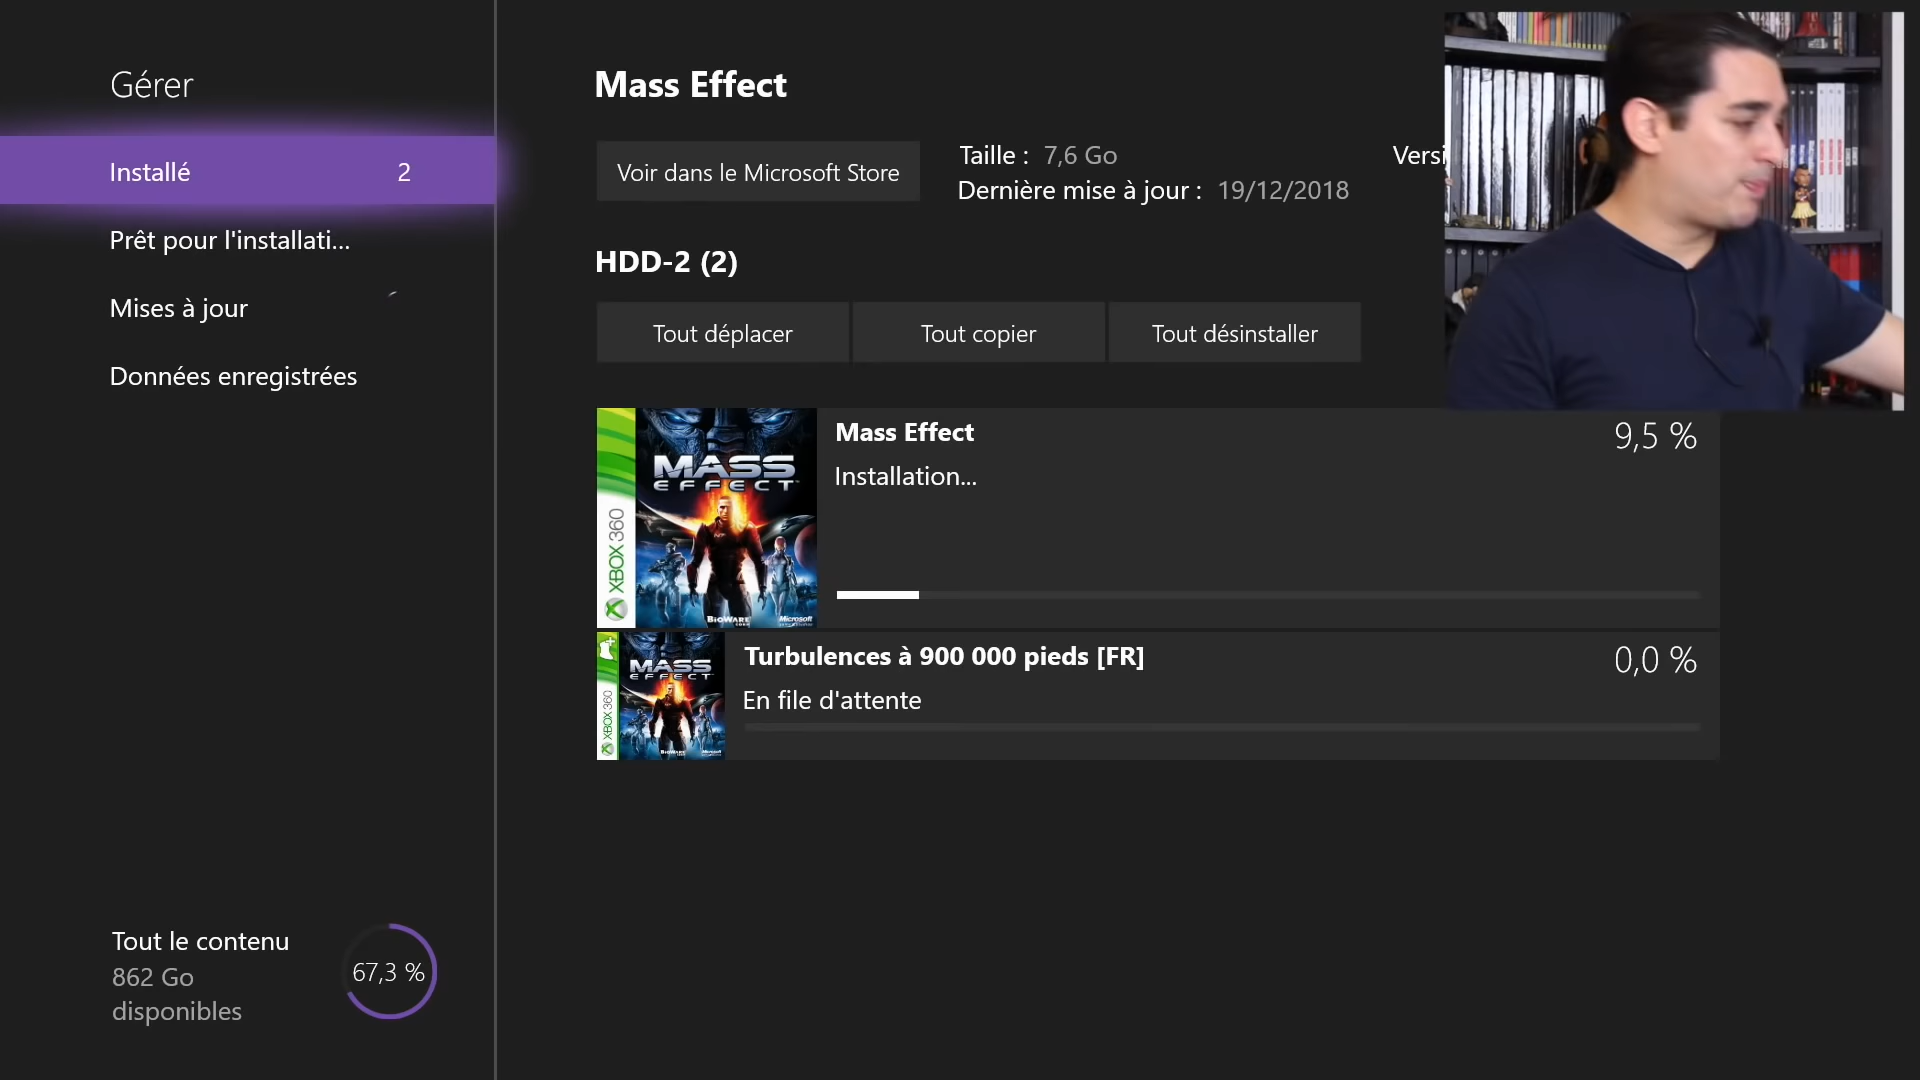 Gérer
Installé 2
Prêt pour l'installati...
Mises à jour
Données enregistrées
Tout le contenu
862 Go
disponibles
67,3 %
Mass Effect
Voir dans le Microsoft Store
Taille : 7,6 Go
Dernière mise à jour : 19/12/2018
Versi
HDD-2 (2)
Tout déplacer
Tout copier
Tout désinstaller
XBOX 360
MASS
EFFECT
BIOWARE
Microsoft
Mass Effect
9,5 %
Installation...
XBOX 360
MASS
EFFECT
BIOWARE
Microsoft
Turbulences à 900 000 pieds [FR]
0,0 %
En file d'attente